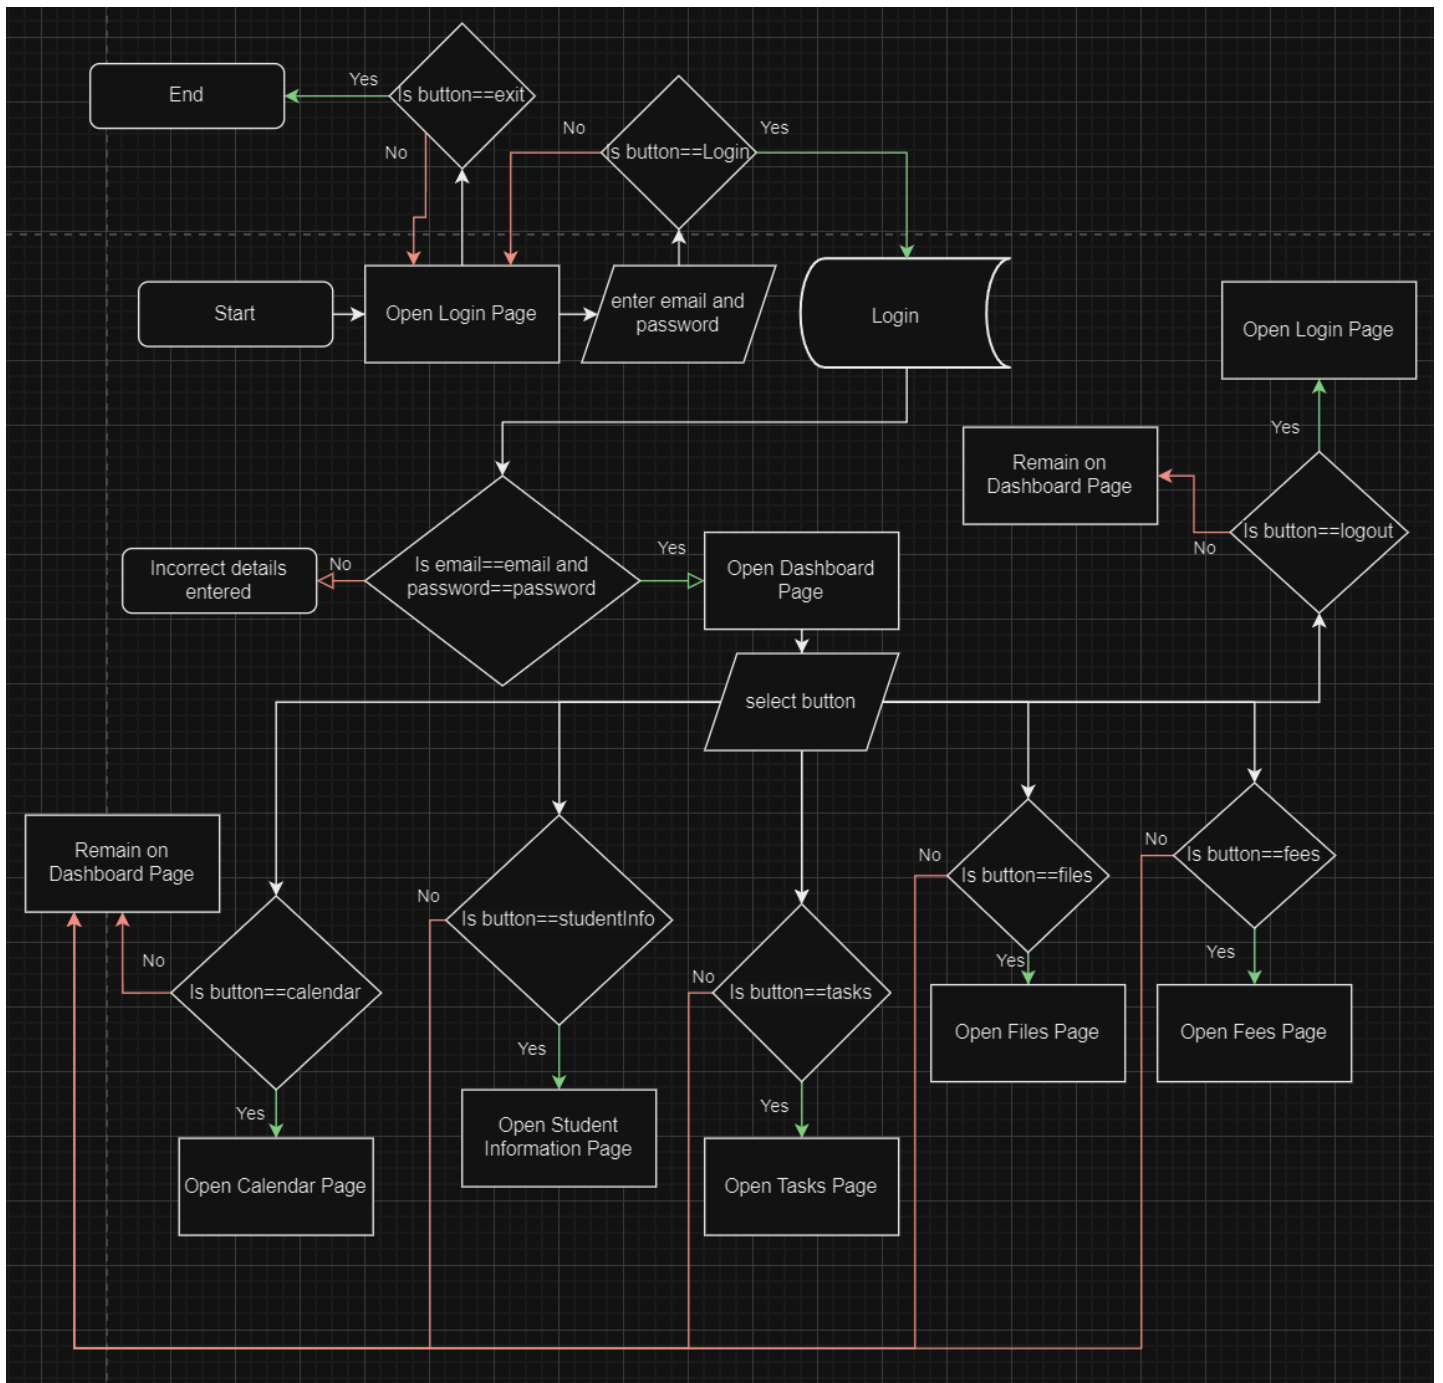 Yes
End
Is button==exit
No
No
Yes
Is button==Login
Start
Open Login Page
enter email and
password
Login
Open Login Page
Yes
Remain on
Dashboard Page
Is button==logout
No
Incorrect details
entered
No
Is email==email and
password==password
Yes
Open Dashboard
Page
select button
Remain on
Dashboard Page
No
Is button==calendar
Yes
Open Calendar Page
No
Is button==studentInfo
Yes
Open Student
Information Page
No
Is button==tasks
Yes
Open Tasks Page
No
Is button==files
Yes
Open Files Page
No
Is button==fees
Yes
Open Fees Page